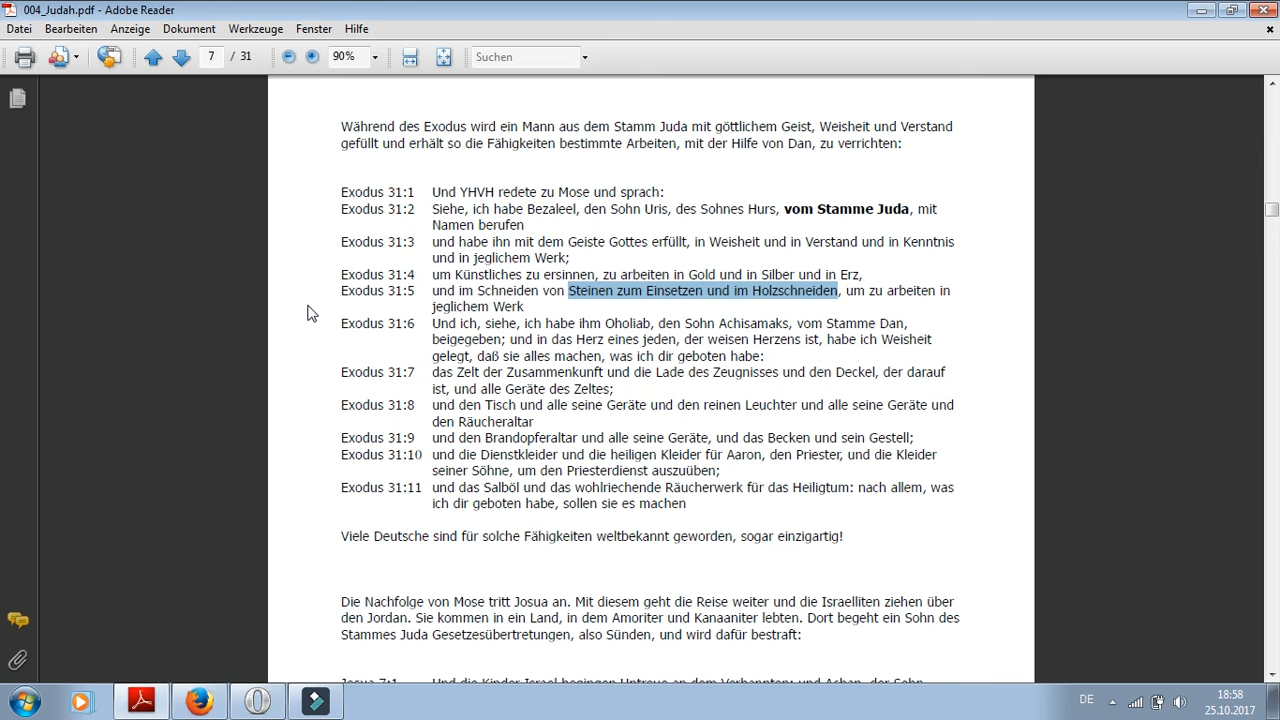 004_Judah.pdf - Adobe Reader
Datei Bearbeiten Anzeige Dokument Werkzeuge Fenster Hilfe
7 / 31 90% Suchen
Während des Exodus wird ein Mann aus dem Stamm Juda mit göttlichem Geist, Weisheit und Verstand
gefüllt und erhält so die Fähigkeiten bestimmte Arbeiten, mit der Hilfe von Dan, zu verrichten:
Exodus 31:1 Und YHVH redete zu Mose und sprach:
Exodus 31:2 Siehe, ich habe Bezaleel, den Sohn Uris, des Sohnes Hurs, vom Stamme Juda, mit
Namen berufen
Exodus 31:3 und habe ihn mit dem Geiste Gottes erfüllt, in Weisheit und in Verstand und in Kenntnis
und in jeglichem Werk;
Exodus 31:4 um Künstliches zu ersinnen, zu arbeiten in Gold und in Silber und in Erz,
Exodus 31:5 und im Schneiden von Steinen zum Einsetzen und im Holzschneiden, um zu arbeiten in
jeglichem Werk
Exodus 31:6 Und ich, siehe, ich habe ihm Oholiab, den Sohn Achisamaks, vom Stamme Dan,
beigegeben; und in das Herz eines jeden, der weisen Herzens ist, habe ich Weisheit
gelegt, daß sie alles machen, was ich dir geboten habe:
Exodus 31:7 das Zelt der Zusammenkunft und die Lade des Zeugnisses und den Deckel, der darauf
ist, und alle Geräte des Zeltes;
Exodus 31:8 und den Tisch und alle seine Geräte und den reinen Leuchter und alle seine Geräte und
den Räucheraltar
Exodus 31:9 und den Brandopferaltar und alle seine Geräte, und das Becken und sein Gestell;
Exodus 31:10 und die Dienstkleider und die heiligen Kleider für Aaron, den Priester, und die Kleider
seiner Söhne, um den Priesterdienst auszuüben;
Exodus 31:11 und das Salböl und das wohlriechende Räucherwerk für das Heiligtum: nach allem, was
ich dir geboten habe, sollen sie es machen
Viele Deutsche sind für solche Fähigkeiten weltbekannt geworden, sogar einzigartig!
Die Nachfolge von Mose tritt Josua an. Mit diesem geht die Reise weiter und die Israelliten ziehen über
den Jordan. Sie kommen in ein Land, in dem Amoriter und Kanaaniter lebten. Dort begeht ein Sohn des
Stammes Juda Gesetzesübertretungen, also Sünden, und wird dafür bestraft:
Josua 7:1 Und die Kinder Israel begingen Untreue an dem Verbannten; und Achan, der Sohn
DE 18:58
25.10.2017